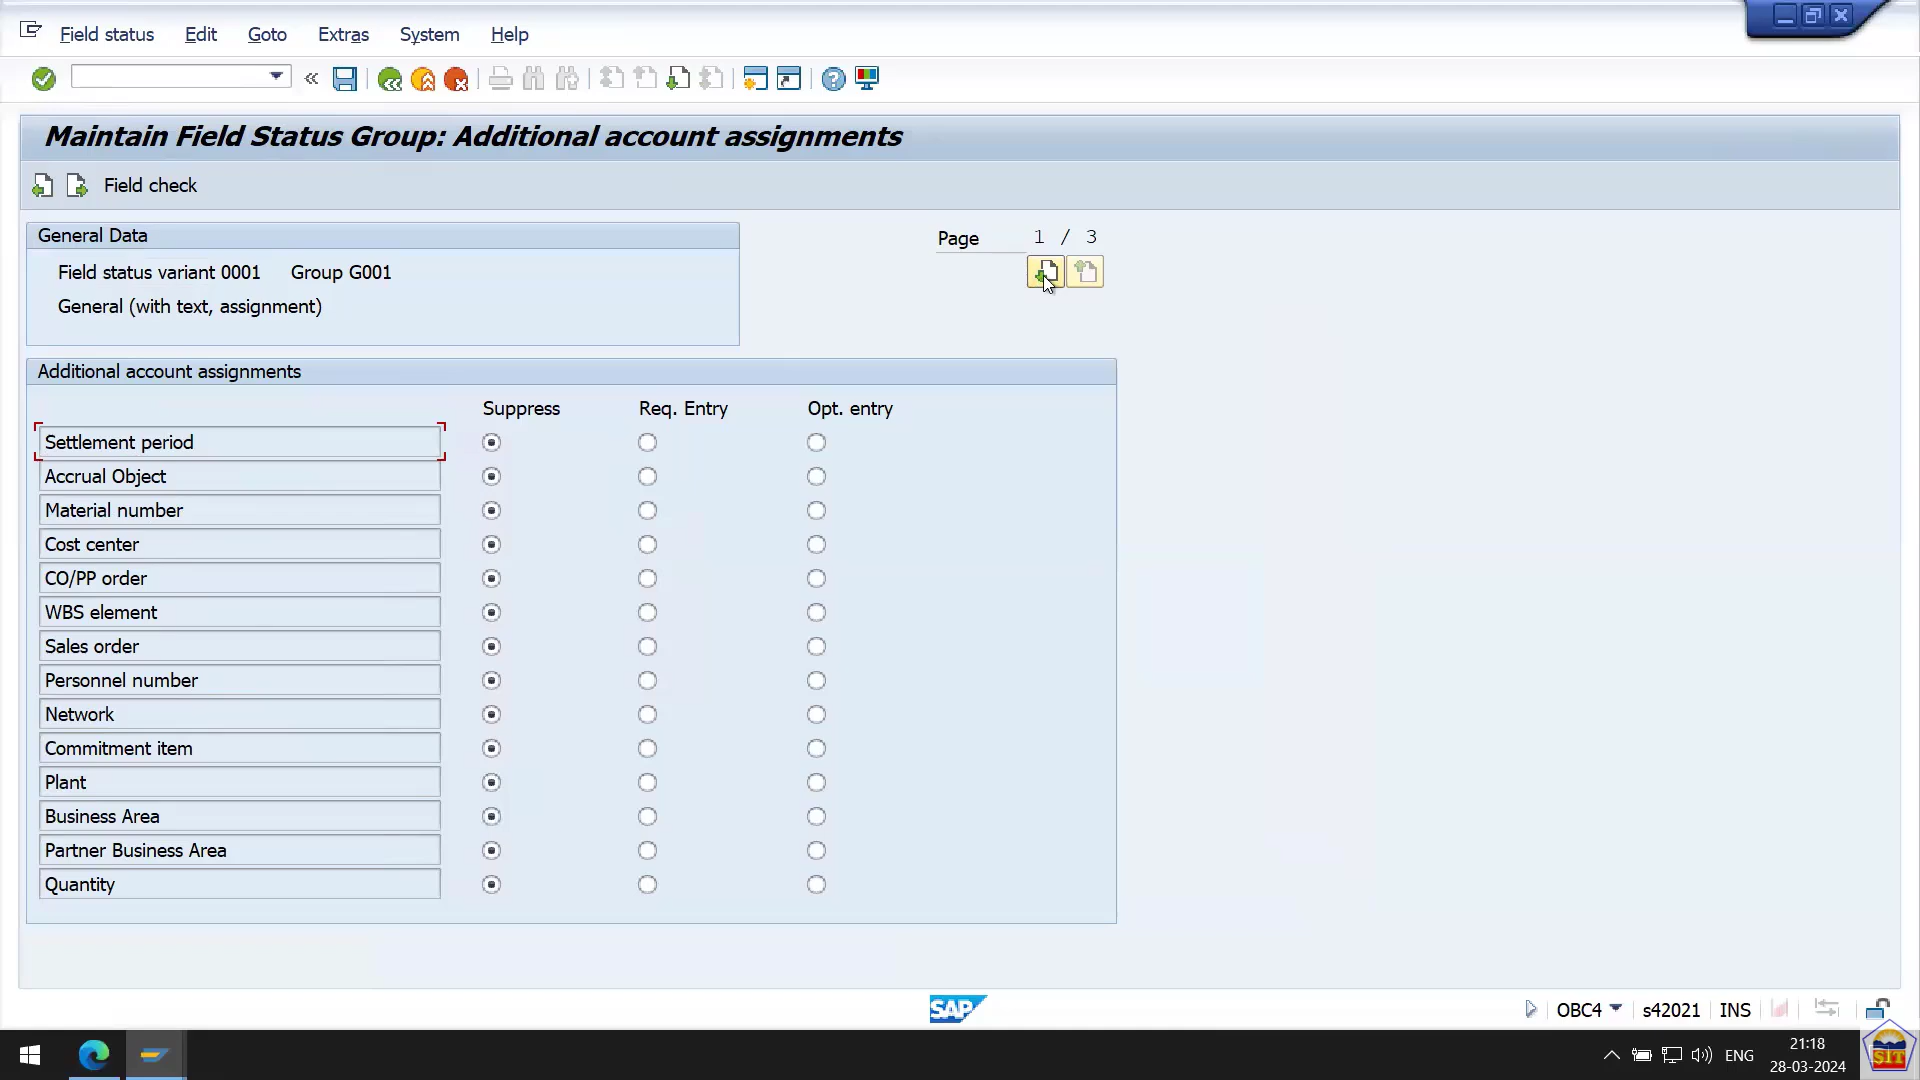 Field status Edit Goto Extras System Help
Maintain Field Status Group: Additional account assignments
Field check
General Data
Page 1 / 3
Field status variant 0001 Group G001
General (with text, assignment)
Additional account assignments
Suppress Req. Entry Opt. entry
Settlement period
Accrual Object
Material number
Cost center
CO/PP order
WBS element
Sales order
Personnel number
Network
Commitment item
Plant
Business Area
Partner Business Area
Quantity
SAP
OBC4 s42021 INS
ENG
21:18
28-03-2024
SIT